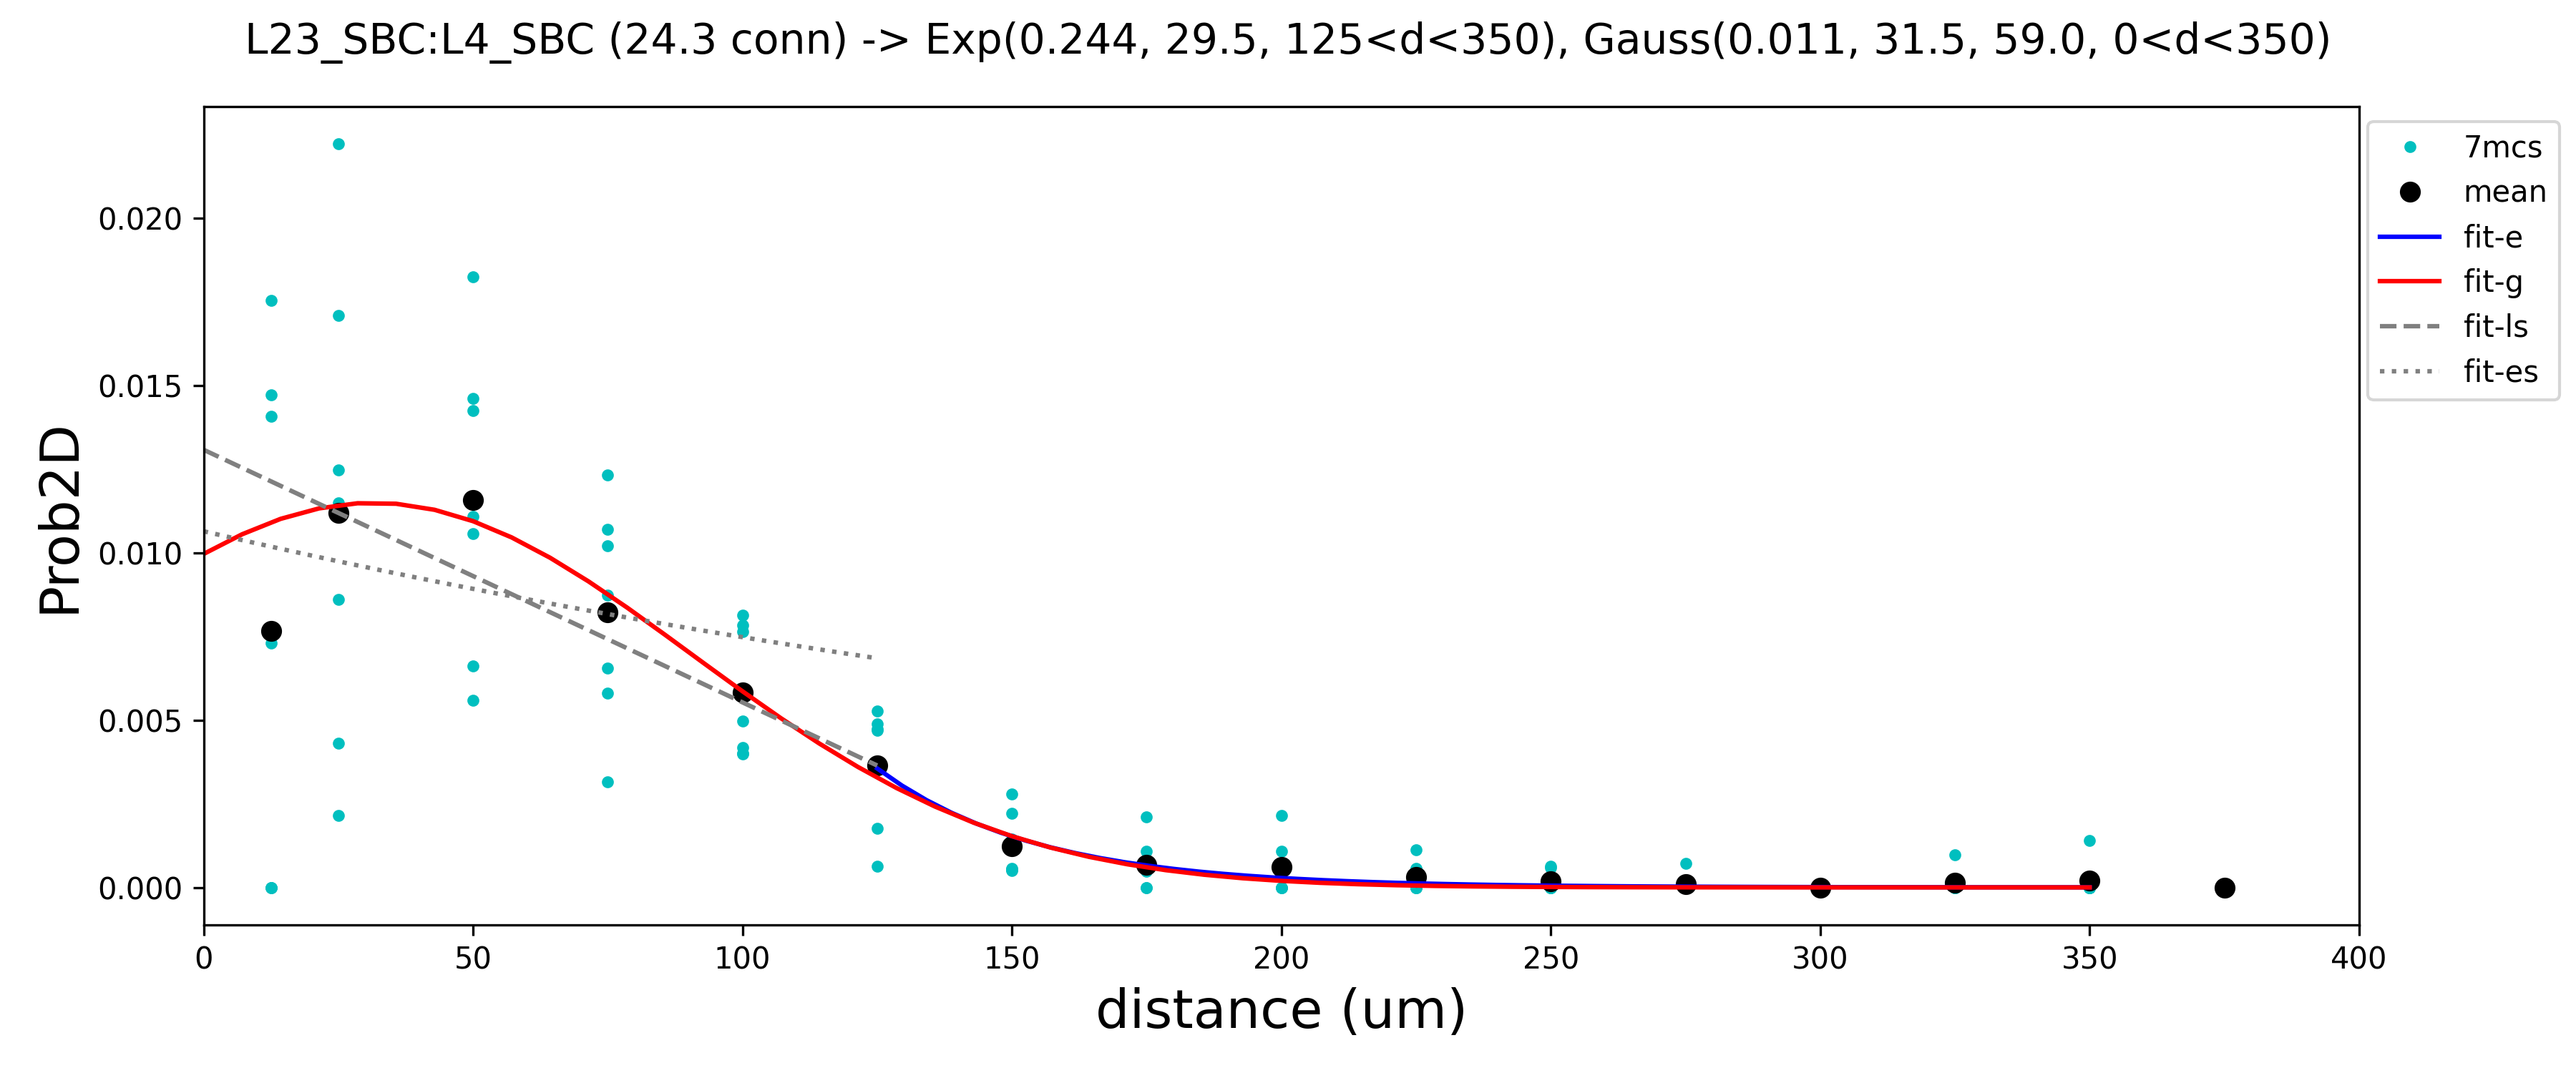 L23_SBC:L4_SBC (24.3 conn) -> Exp(0.244, 29.5, 125<d<350), Gauss(0.011, 31.5, 59.0, 0<d<350)
7mcs
mean
fit-e
fit-g
fit-ls
fit-es
Prob2D
0.020
0.015
0.010
0.005
0.000
0 50 100 150 200 250 300 350 400
distance (um)